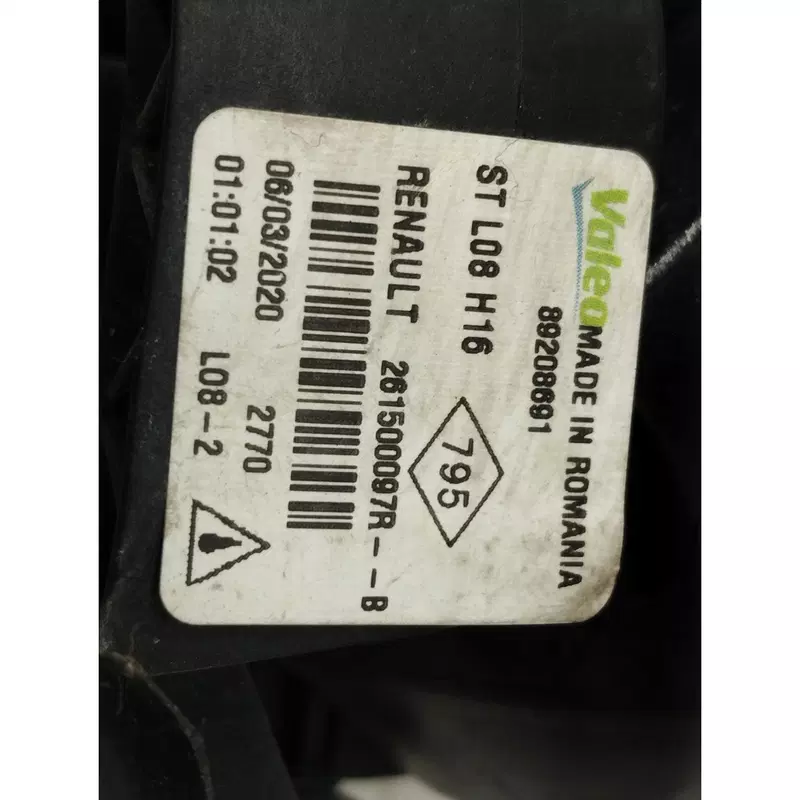 Valeo MADE IN ROMANIA
89208691
ST L08 H16
795
RENAULT 261500097R--B
06/03/2020 2770
01:01:02 L08-2